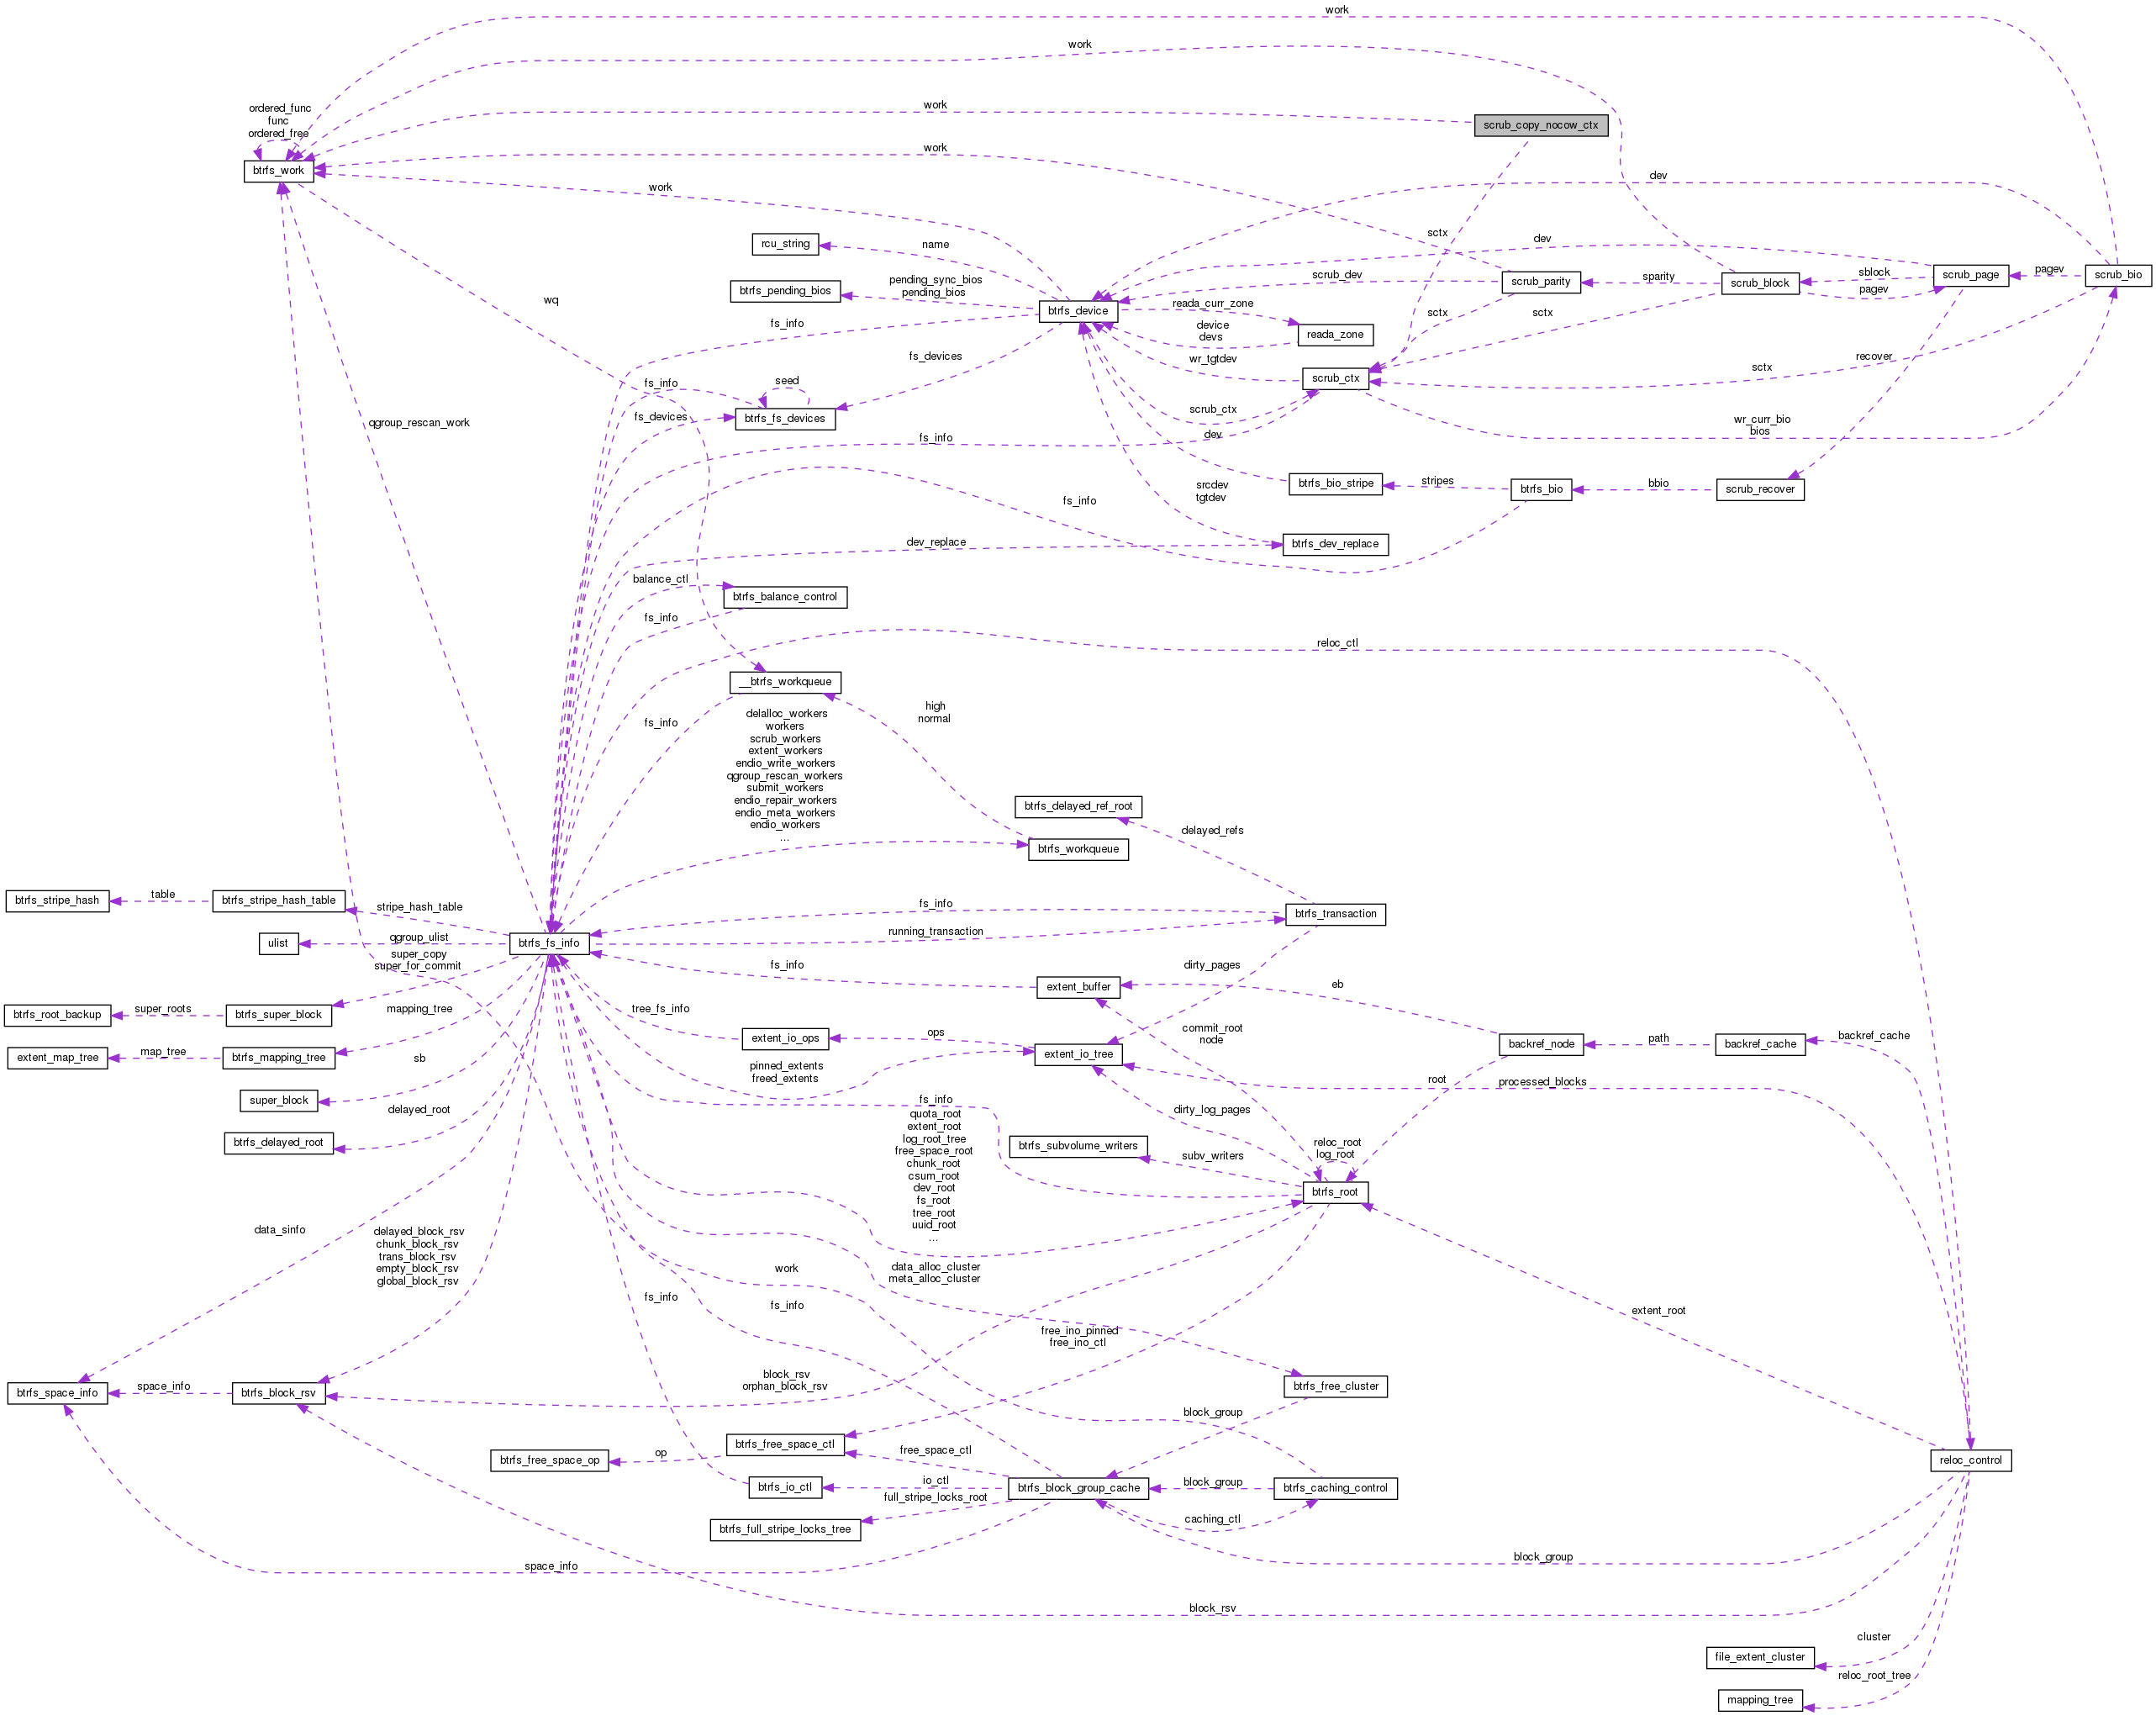 work
work
ordered_func
func
ordered_free
work
scrub_copy_nocow_ctx
work
btrfs_work
work
dev
rcu_string
name
sctx
dev
pending_sync_bios
pending_bios
btrfs_pending_bios
scrub_dev
scrub_parity
sparity
scrub_block
sblock
pagev
scrub_page
pagev
scrub_bio
wq
btrfs_device
reada_curr_zone
sctx
sctx
fs_info
device
devs
reada_zone
fs_devices
wr_tgtdev
recover
sctx
fs_info
seed
scrub_ctx
qgroup_rescan_work
fs_devices
btrfs_fs_devices
scrub_ctx
wr_curr_bio
bios
fs_info
dev
btrfs_bio_stripe
stripes
btrfs_bio
bbio
scrub_recover
srcdev
tgtdev
fs_info
dev_replace
btrfs_dev_replace
balance_ctl
btrfs_balance_control
fs_info
reloc_ctl
__btrfs_workqueue
fs_info
high
normal
delalloc_workers
workers
scrub_workers
extent_workers
endio_write_workers
qgroup_rescan_workers
submit_workers
endio_repair_workers
endio_meta_workers
endio_workers
...
btrfs_delayed_ref_root
delayed_refs
btrfs_workqueue
btrfs_stripe_hash
table
btrfs_stripe_hash_table
stripe_hash_table
fs_info
btrfs_transaction
ulist
qgroup_ulist
btrfs_fs_info
running_transaction
super_copy
super_for_commit
fs_info
dirty_pages
btrfs_root_backup
super_roots
btrfs_super_block
extent_buffer
eb
mapping_tree
tree_fs_info
extent_io_ops
ops
commit_root
node
backref_node
path
backref_cache
backref_cache
extent_map_tree
map_tree
btrfs_mapping_tree
sb
extent_io_tree
pinned_extents
freed_extents
root
processed_blocks
super_block
fs_info
delayed_root
btrfs_delayed_root
dirty_log_pages
quota_root
extent_root
log_root_tree
free_space_root
chunk_root
csum_root
dev_root
fs_root
tree_root
uuid_root
...
btrfs_subvolume_writers
subv_writers
reloc_root
log_root
btrfs_root
data_sinfo
delayed_block_rsv
chunk_block_rsv
trans_block_rsv
empty_block_rsv
global_block_rsv
work
data_alloc_cluster
meta_alloc_cluster
fs_info
fs_info
extent_root
free_ino_pinned
free_ino_ctl
btrfs_space_info
space_info
btrfs_block_rsv
block_rsv
orphan_block_rsv
btrfs_free_cluster
block_group
btrfs_free_space_op
op
btrfs_free_space_ctl
free_space_ctl
reloc_control
btrfs_io_ctl
io_ctl
btrfs_block_group_cache
block_group
btrfs_caching_control
full_stripe_locks_root
btrfs_full_stripe_locks_tree
caching_ctl
space_info
block_group
block_rsv
cluster
file_extent_cluster
reloc_root_tree
mapping_tree